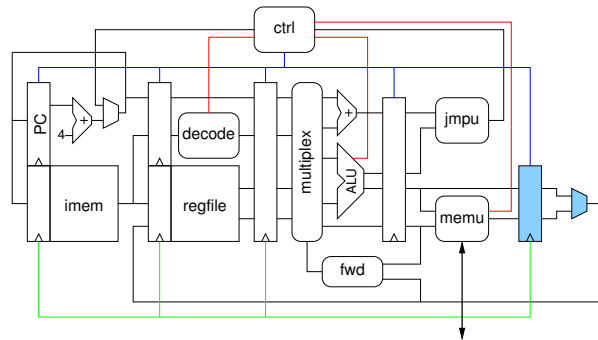 ctrl
PC
4
+
decode
multiplex
+
ALU
jmpu
imem
regfile
memu
fwd